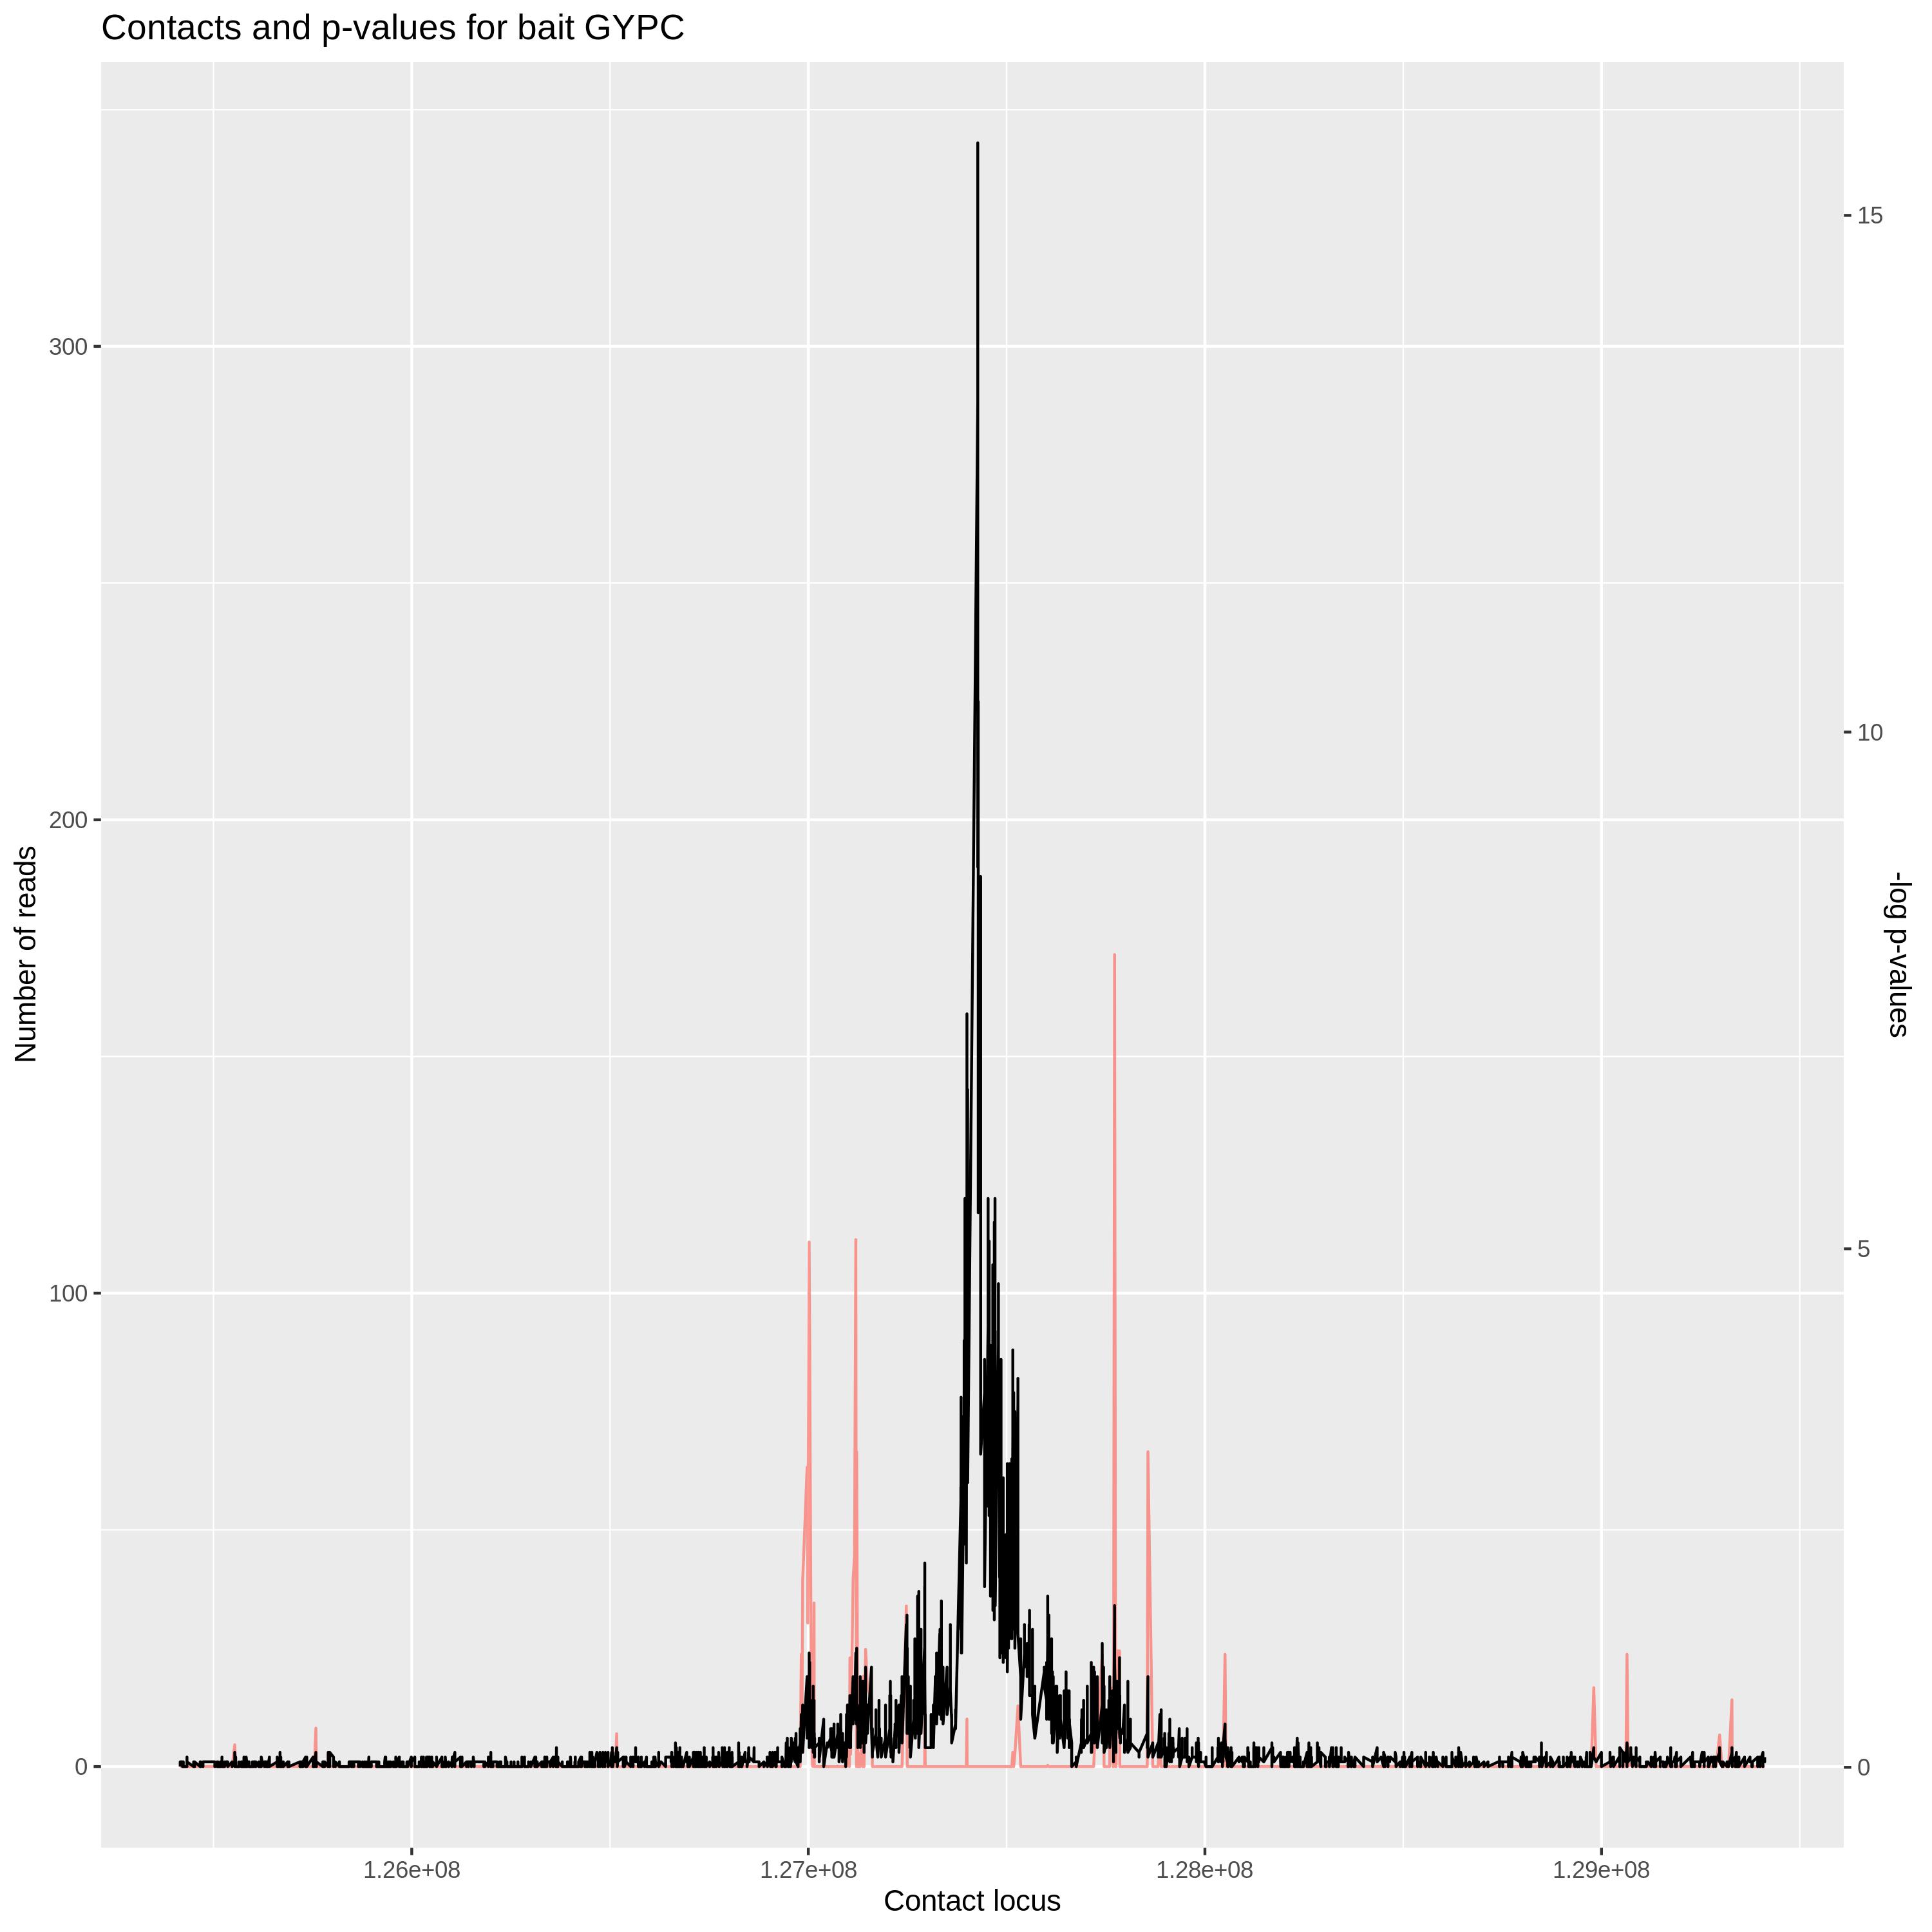 Contacts and p-values for bait GYPC
300
200
100
0
15
10
5
0
Number of reads
-log p-values
1.26e+08
1.27e+08
1.28e+08
1.29e+08
Contact locus